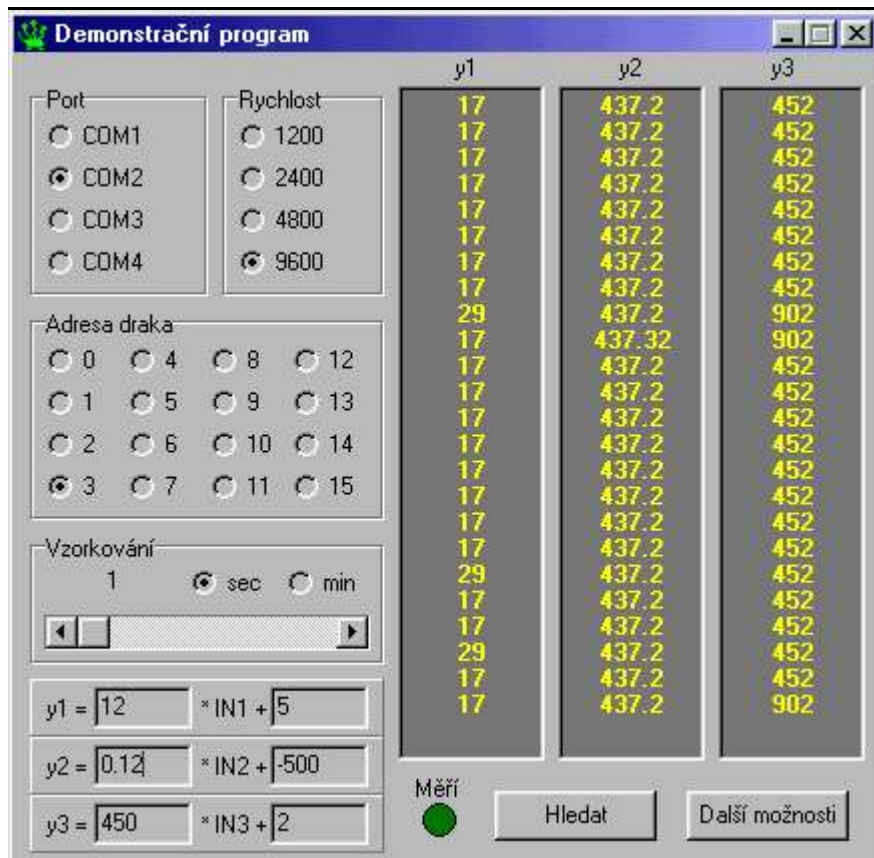 Demonstrační program
Port
COM1
COM2
COM3
COM4
Rychlost
1200
2400
4800
9600
Adresa draka
0 4 8 12
1 5 9 13
2 6 10 14
3 7 11 15
Vzorkování
1 sec min
y1 = 12 * IN1 + 5
y2 = 0.12 * IN2 + -500
y3 = 450 * IN3 + 2
y1 y2 y3
17 437.2 452
17 437.2 452
17 437.2 452
17 437.2 452
17 437.2 452
17 437.2 452
17 437.2 452
17 437.2 452
29 437.2 902
17 437.32 902
17 437.2 452
17 437.2 452
17 437.2 452
17 437.2 452
17 437.2 452
17 437.2 452
17 437.2 452
17 437.2 452
29 437.2 452
17 437.2 452
17 437.2 452
29 437.2 452
17 437.2 452
17 437.2 902
Měří
Hledat
Další možnosti